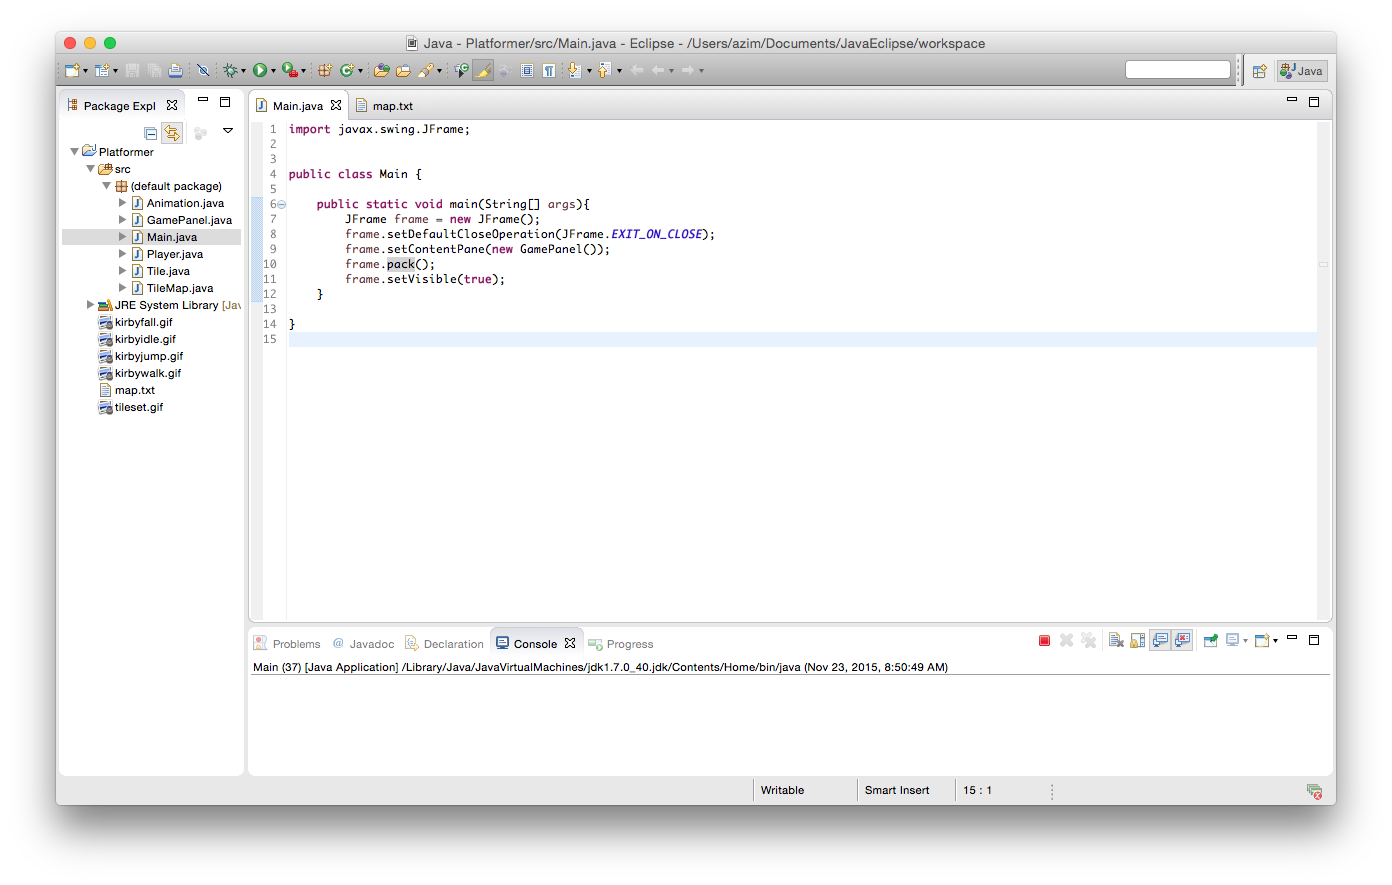 Java - Platformer/src/Main.java - Eclipse - /Users/azim/Documents/JavaEclipse/workspace
Java
Package Expl
Platformer
src
(default package)
Animation.java
GamePanel.java
Main.java
Player.java
Tile.java
TileMap.java
JRE System Library [Jav
kirbyfall.gif
kirbyidle.gif
kirbyjump.gif
kirbywalk.gif
map.txt
tileset.gif
Main.java map.txt
1 import javax.swing.JFrame;
2
3
4 public class Main {
5
6 public static void main(String[] args){
7 JFrame frame = new JFrame();
8 frame.setDefaultCloseOperation(JFrame.EXIT_ON_CLOSE);
9 frame.setContentPane(new GamePanel());
10 frame.pack();
11 frame.setVisible(true);
12 }
13
14 }
15
Problems @ Javadoc Declaration Console Progress
Main (37) [Java Application] /Library/Java/JavaVirtualMachines/jdk1.7.0_40.jdk/Contents/Home/bin/java (Nov 23, 2015, 8:50:49 AM)
Writable Smart Insert 15 : 1